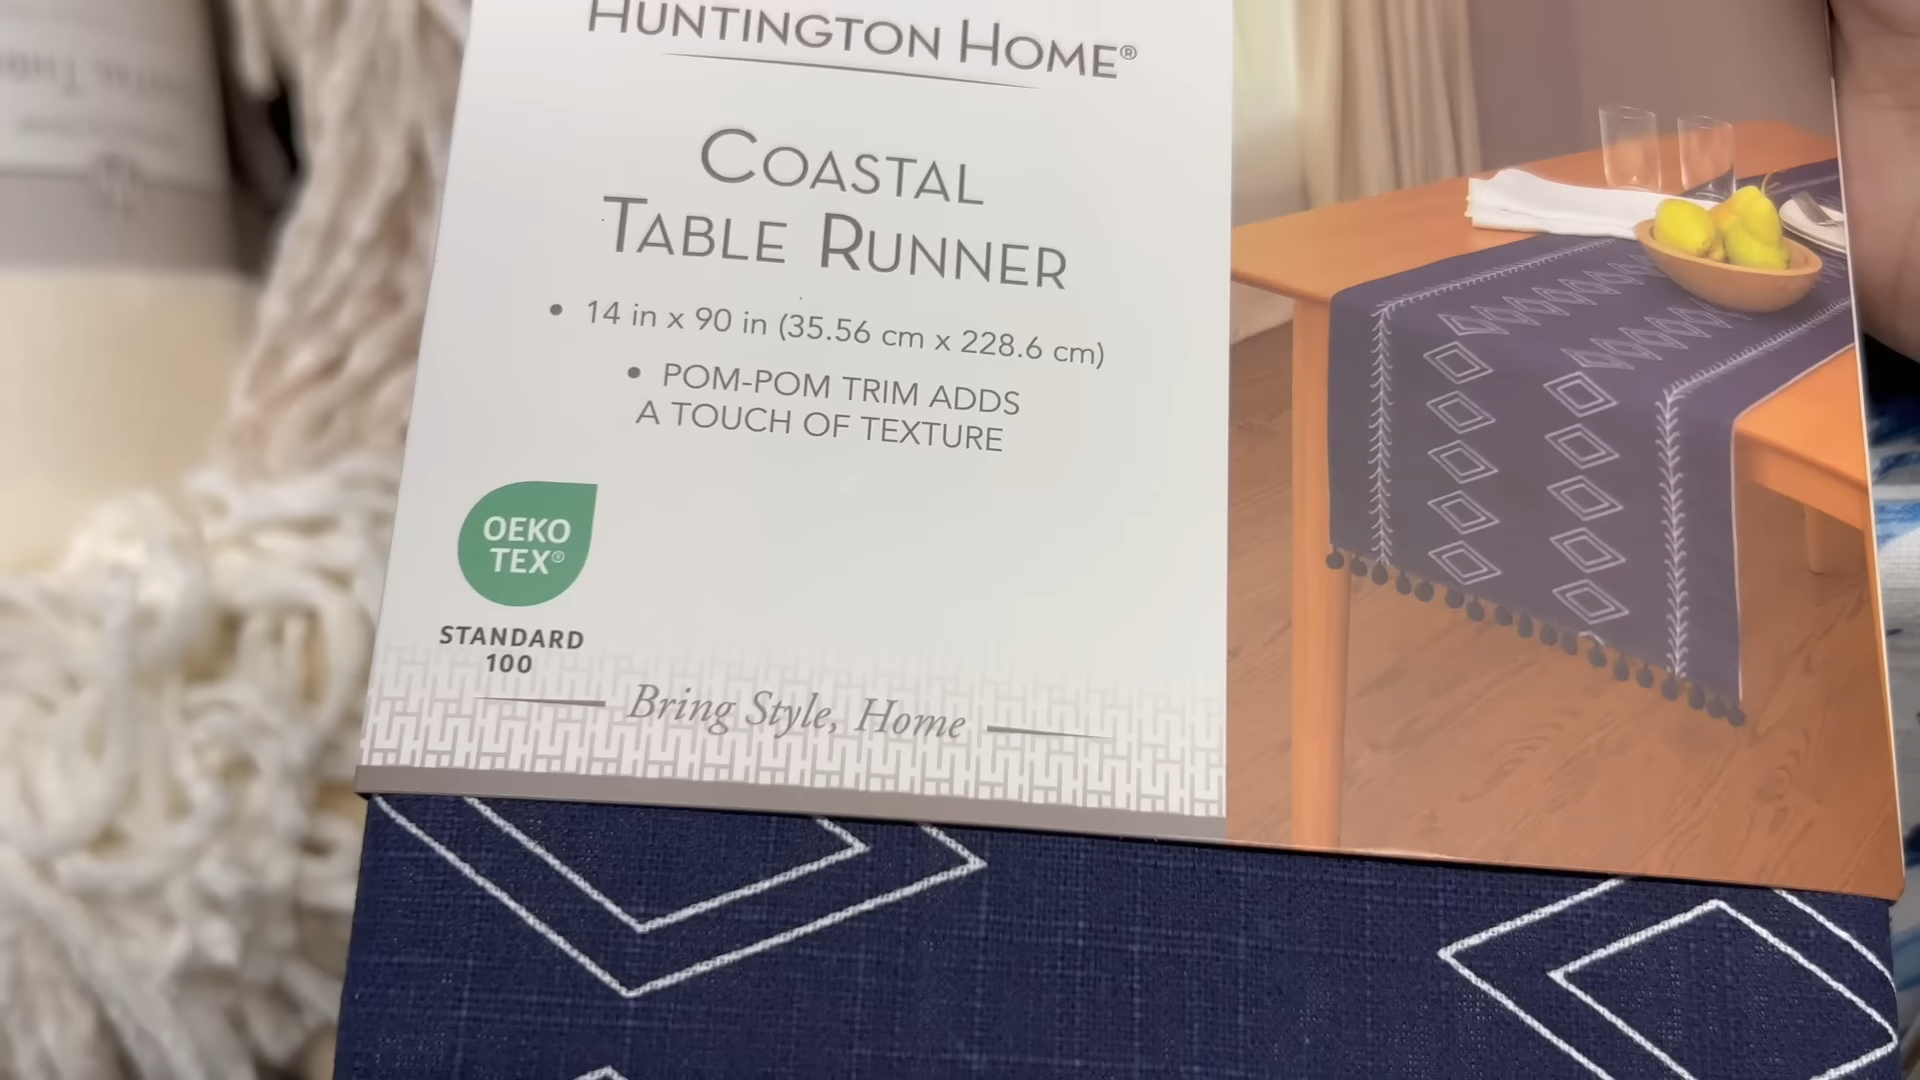 HUNTINGTON HOME®
COASTAL
TABLE RUNNER
• 14 in x 90 in (35.56 cm x 228.6 cm)
• POM-POM TRIM ADDS
A TOUCH OF TEXTURE
OEKO
TEX®
STANDARD
100
Bring Style, Home